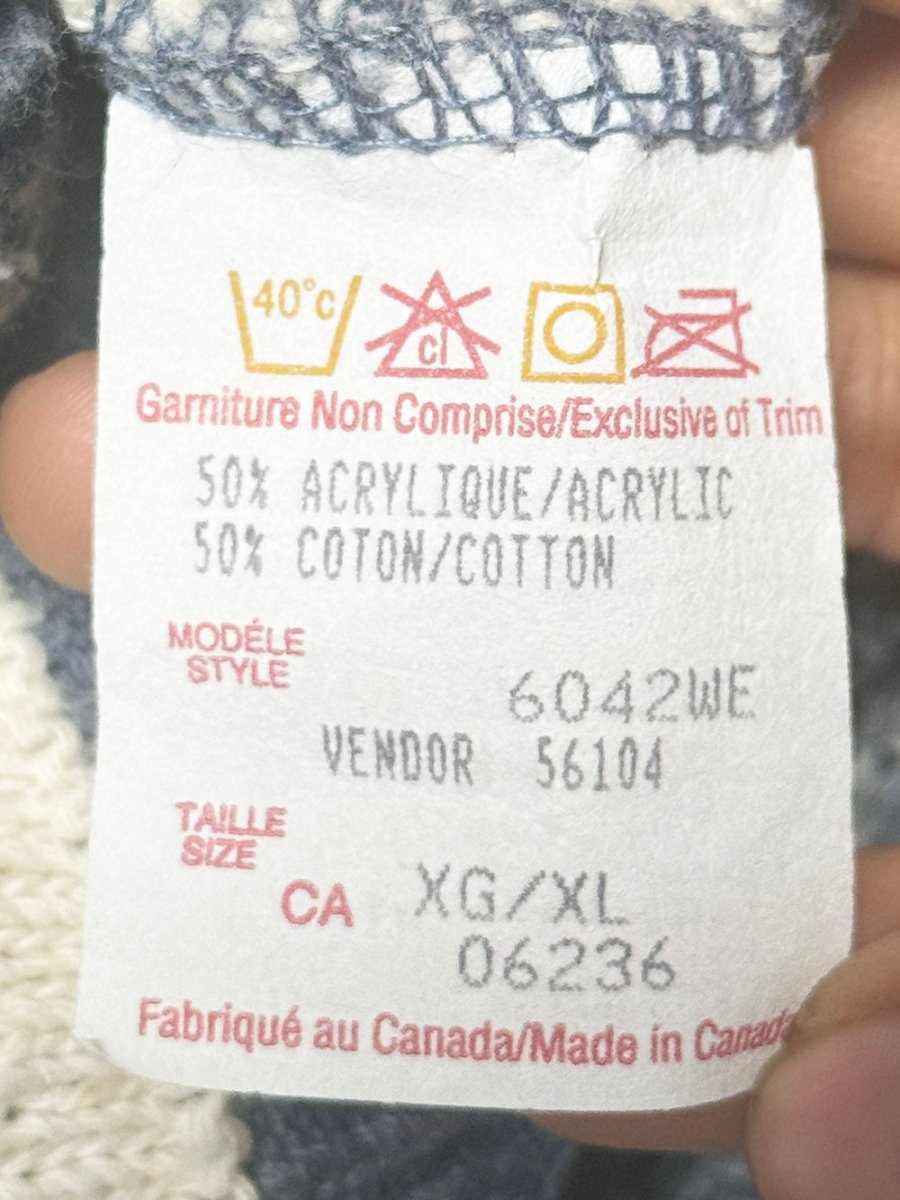 40°c
cl
Garniture Non Comprise/Exclusive of Trim
50% ACRYLIQUE/ACRYLIC
50% COTON/COTTON
MODÉLE
STYLE
6042WE
VENDOR 56104
TAILLE
SIZE
CA XG/XL
06236
Fabriqué au Canada/Made in Canada